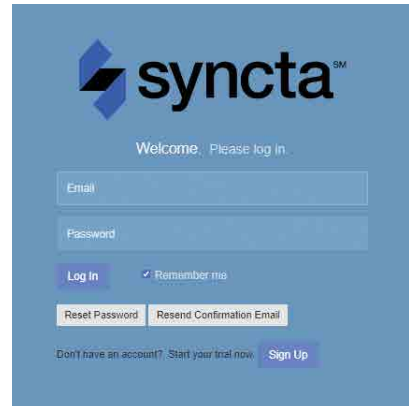 syncta SM
Welcome. Please log in.
Email
Password
Log In Remember me
Reset Password Resend Confirmation Email
Don't have an account? Start your trial now. Sign Up